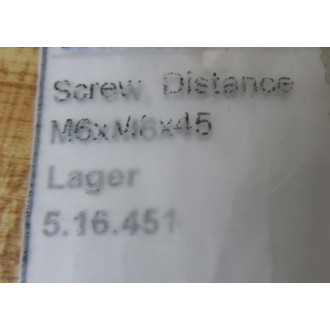 Screw, Distance
M6xM6x45
Lager
5.16.451